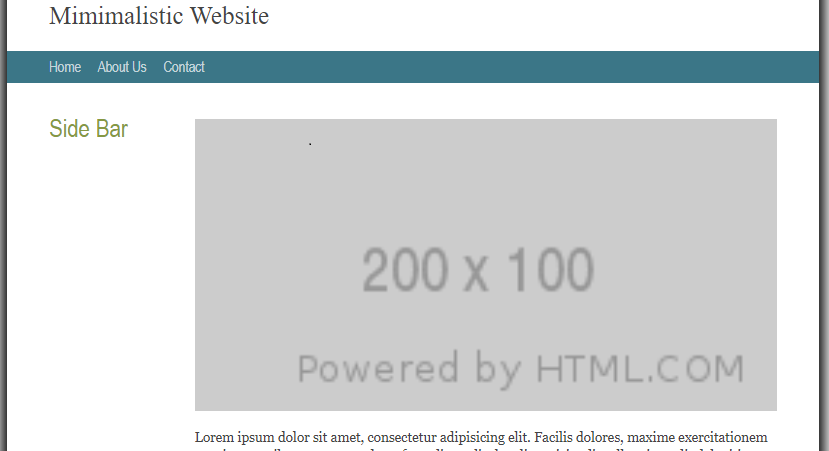 Mimimalistic Website
Home About Us Contact
Side Bar
200 x 100
Powered by HTML.COM
Lorem ipsum dolor sit amet, consectetur adipisicing elit. Facilis dolores, maxime exercitationem